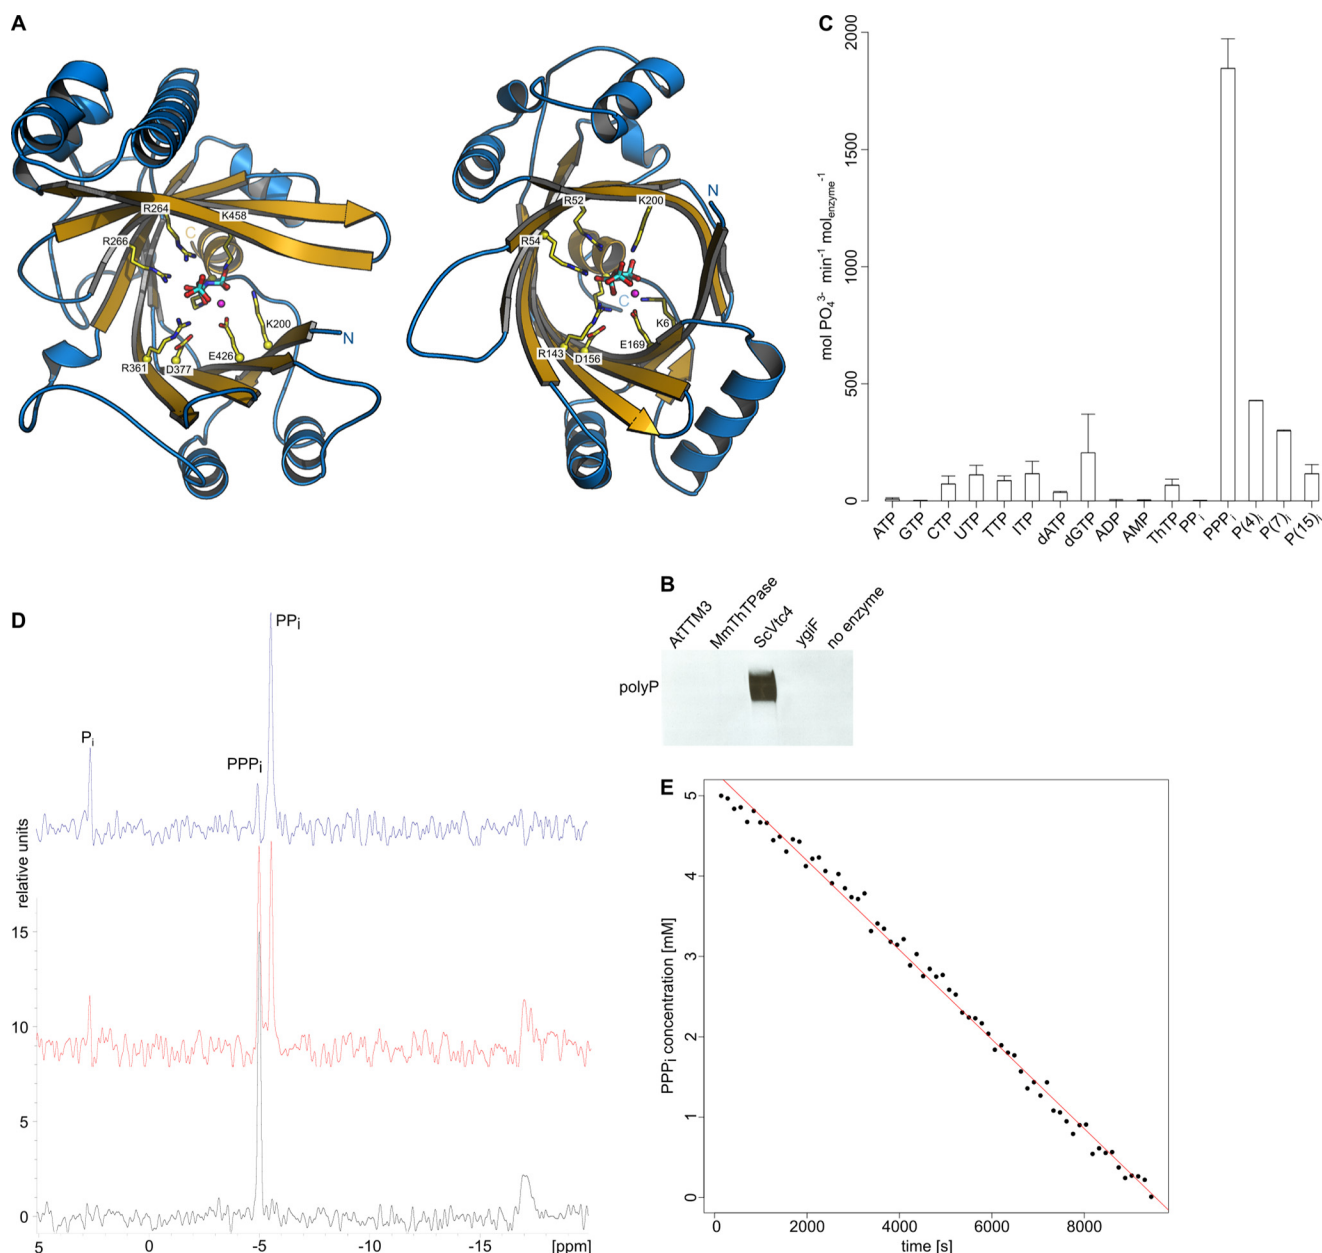 A
R264
K458
C
R266
N
K200
R361
D377
E426
R52
K200
N
R54
C
K6
R143
D156
E169
C
mol PO₄³⁻ min⁻¹ mol enzyme⁻¹
2000
1500
1000
500
0
ATP
GTP
CTP
UTP
TTP
ITP
dATP
dGTP
ADP
AMP
ThTP
PPi
PPPi
P(4)i
P(7)i
P(15)i
B
AtTTM3
MmThTPase
ScVtc4
ygiF
no enzyme
polyP
D
PPi
Pi
PPPi
relative units
15
10
5
0
5 0 -5 -10 -15 [ppm]
E
PPPi concentration [mM]
5
4
3
2
1
0
0 2000 4000 6000 8000
time [s]